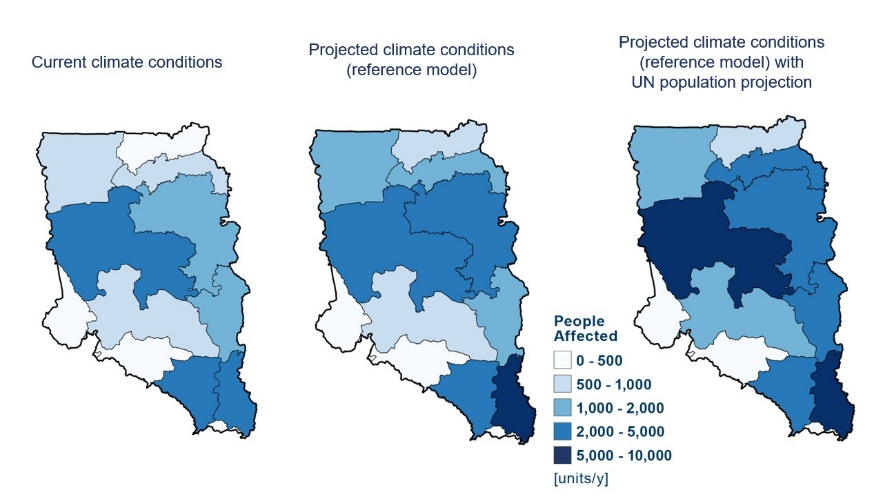 Current climate conditions
Projected climate conditions
(reference model)
Projected climate conditions
(reference model) with
UN population projection
People
Affected
0 - 500
500 - 1,000
1,000 - 2,000
2,000 - 5,000
5,000 - 10,000
[units/y]